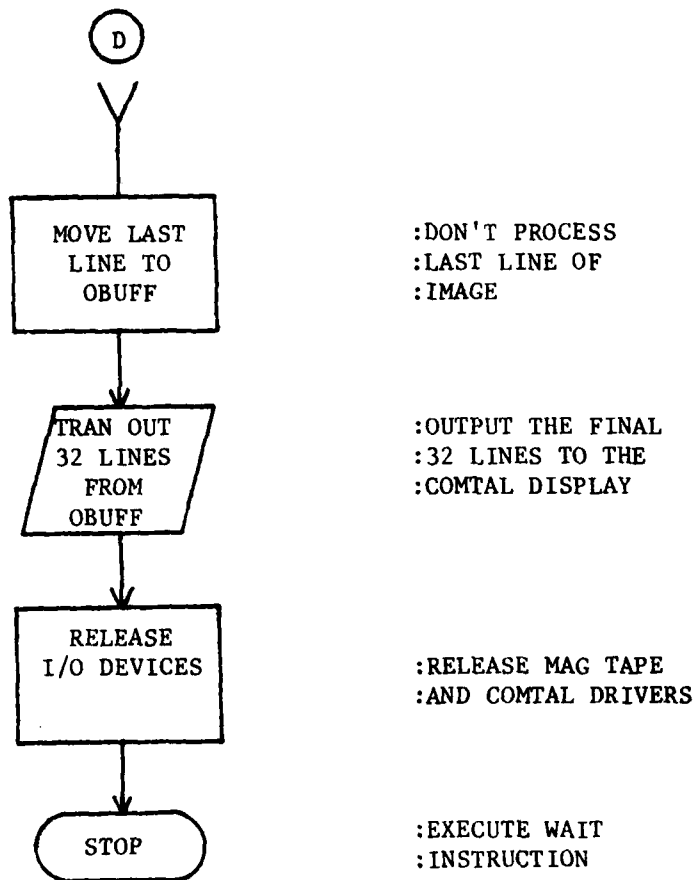 D
MOVE LAST
LINE TO
OBUFF
:DON'T PROCESS
:LAST LINE OF
:IMAGE
TRAN OUT
32 LINES
FROM
OBUFF
:OUTPUT THE FINAL
:32 LINES TO THE
:COMTAL DISPLAY
RELEASE
I/O DEVICES
:RELEASE MAG TAPE
:AND COMTAL DRIVERS
STOP
:EXECUTE WAIT
:INSTRUCTION